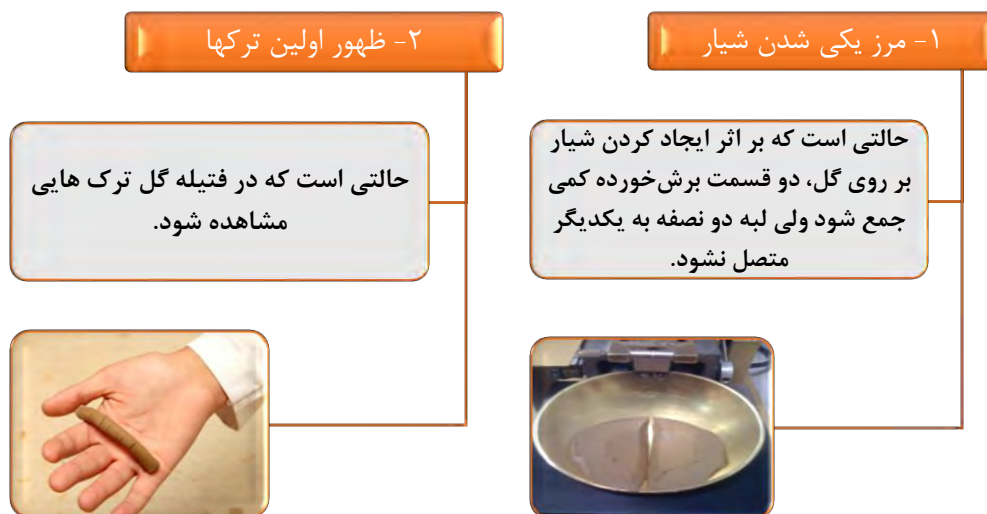 ۱- مرز یکی شدن شیار
حالتی است که بر اثر ایجاد کردن شیار
بر روی گل، دو قسمت برش‌خورده کمی
جمع شود ولی لبه دو نصفه به یکدیگر
متصل نشود.
۲- ظهور اولین ترکها
حالتی است که در فتیله گل ترک هایی
مشاهده شود.